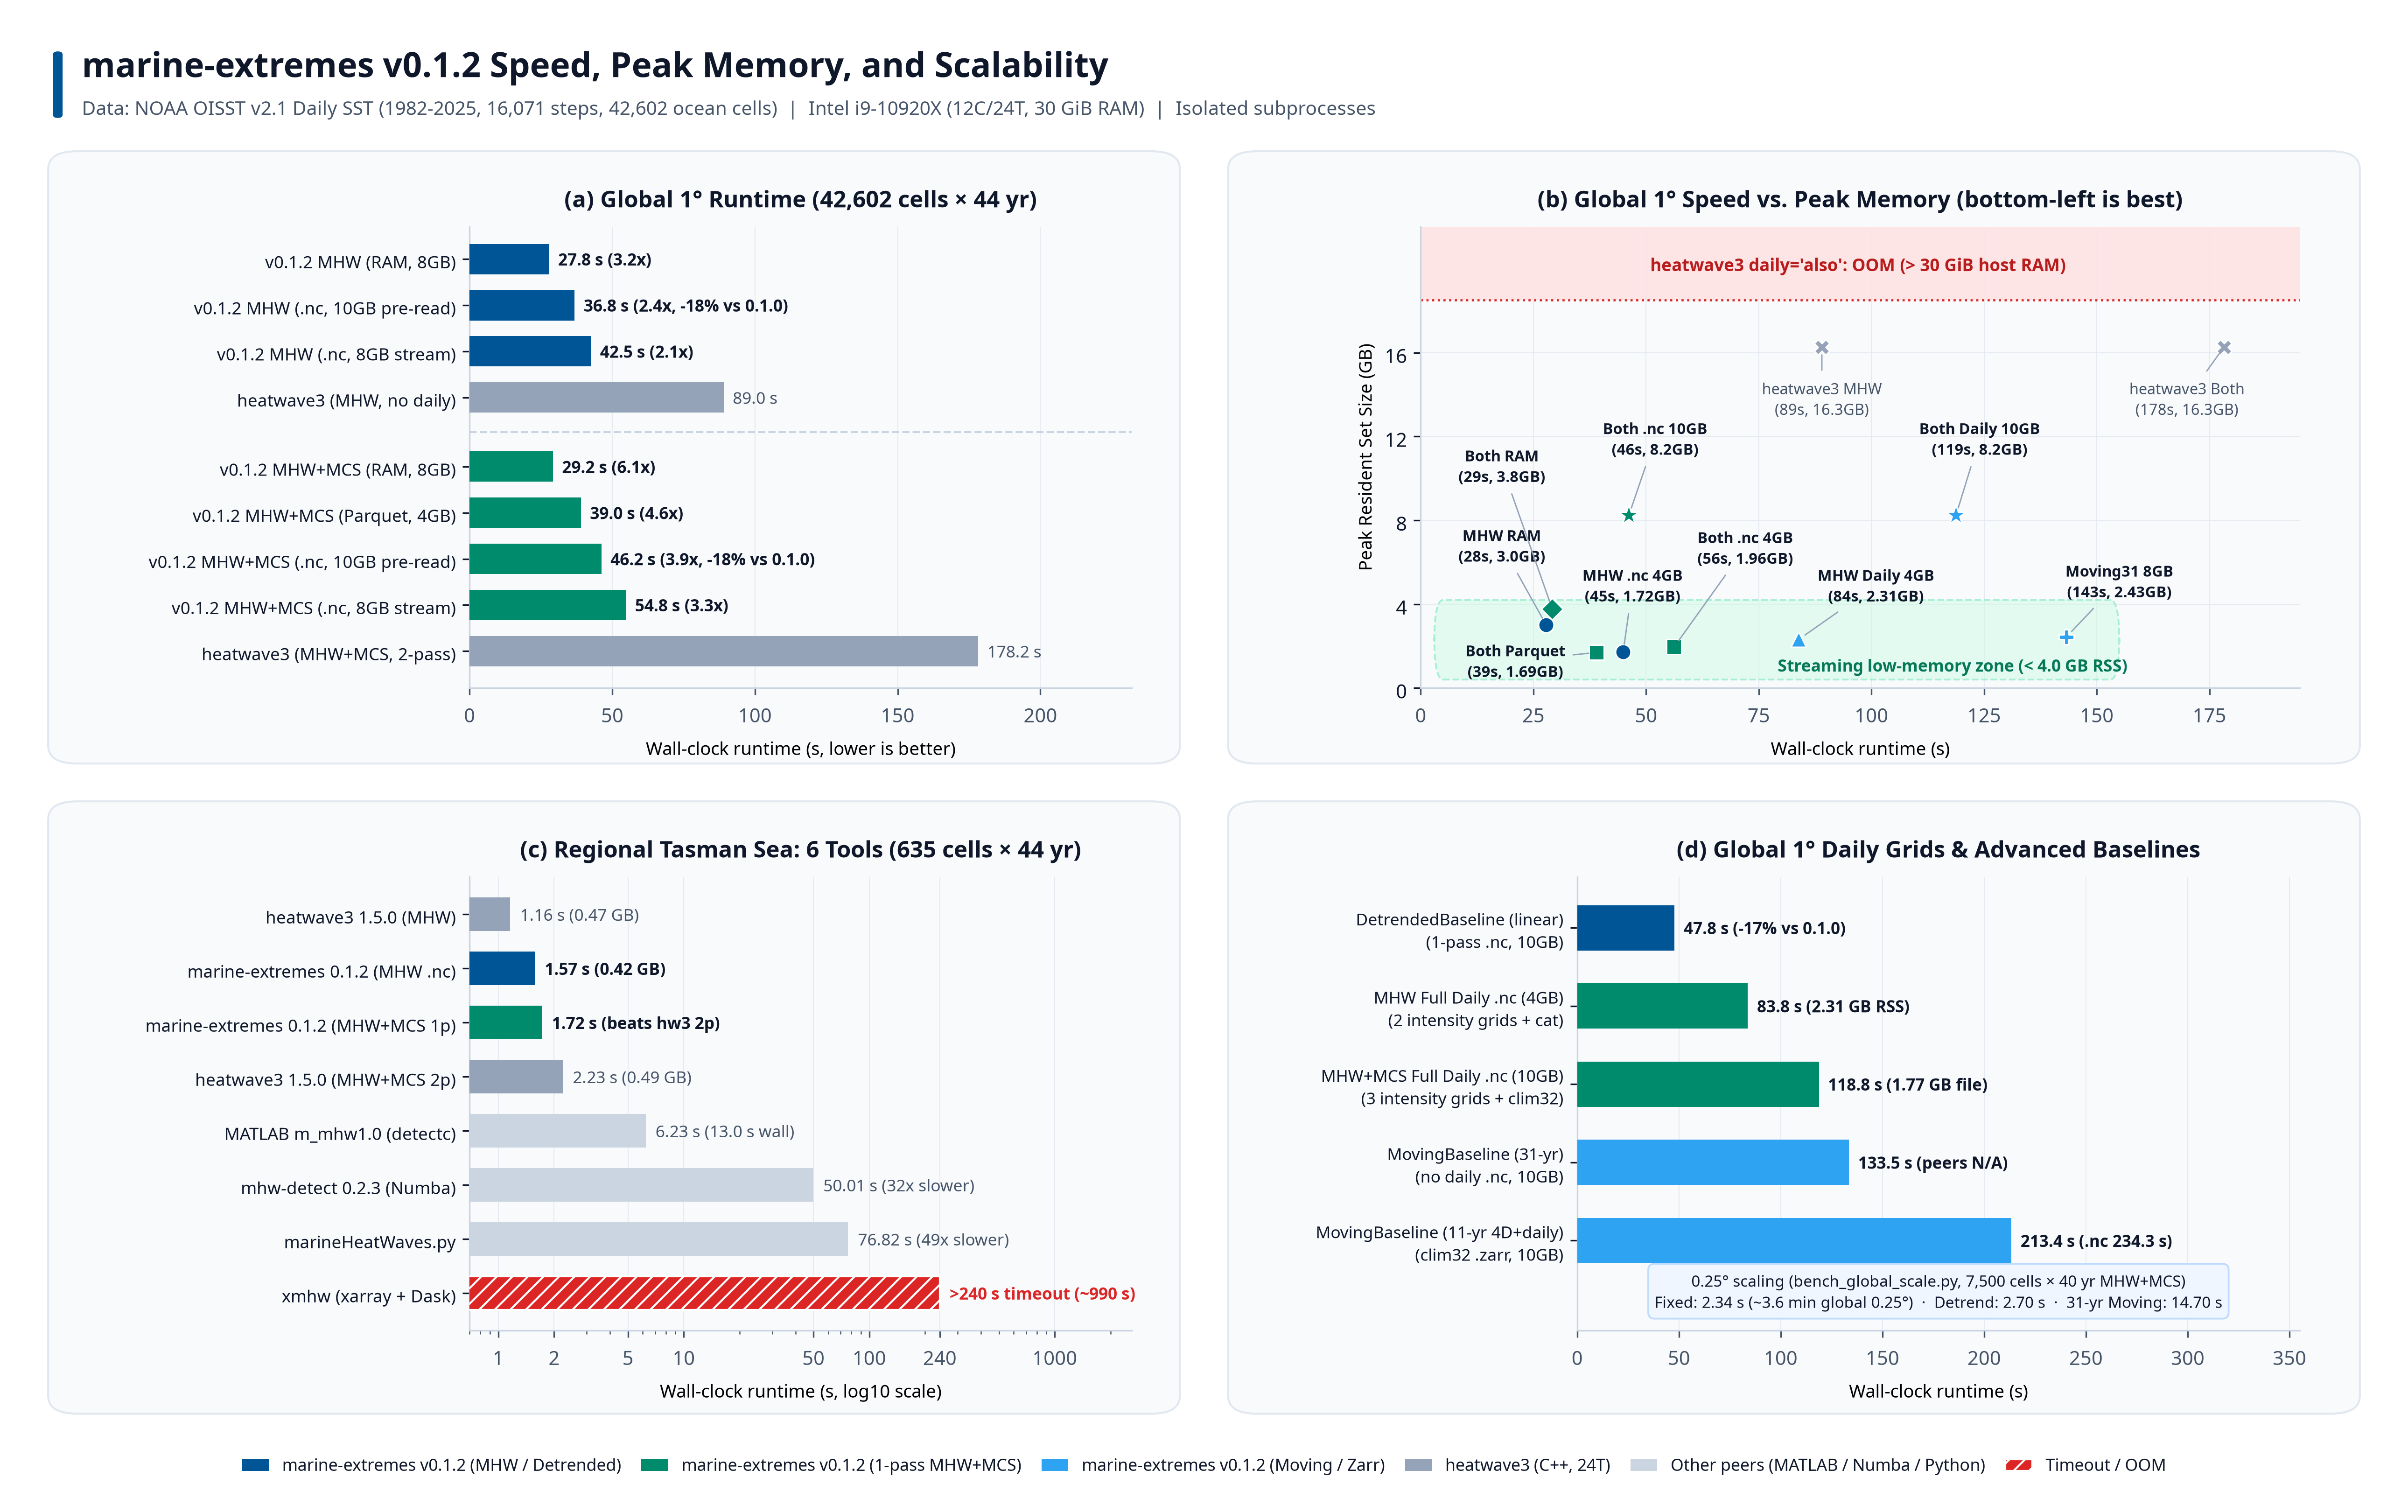 marine-extremes v0.1.2 Speed, Peak Memory, and Scalability
Data: NOAA OISST v2.1 Daily SST (1982-2025, 16,071 steps, 42,602 ocean cells) | Intel i9-10920X (12C/24T, 30 GiB RAM) | Isolated subprocesses
(a) Global 1° Runtime (42,602 cells × 44 yr)
v0.1.2 MHW (RAM, 8GB) 27.8 s (3.2x)
v0.1.2 MHW (.nc, 10GB pre-read) 36.8 s (2.4x, -18% vs 0.1.0)
v0.1.2 MHW (.nc, 8GB stream) 42.5 s (2.1x)
heatwave3 (MHW, no daily) 89.0 s
v0.1.2 MHW+MCS (RAM, 8GB) 29.2 s (6.1x)
v0.1.2 MHW+MCS (Parquet, 4GB) 39.0 s (4.6x)
v0.1.2 MHW+MCS (.nc, 10GB pre-read) 46.2 s (3.9x, -18% vs 0.1.0)
v0.1.2 MHW+MCS (.nc, 8GB stream) 54.8 s (3.3x)
heatwave3 (MHW+MCS, 2-pass) 178.2 s
0 50 100 150 200
Wall-clock runtime (s, lower is better)
(b) Global 1° Speed vs. Peak Memory (bottom-left is best)
heatwave3 daily='also': OOM (> 30 GiB host RAM)
Peak Resident Set Size (GB)
16
12
8
4
0
heatwave3 MHW
(89s, 16.3GB)
heatwave3 Both
(178s, 16.3GB)
Both .nc 10GB
(46s, 8.2GB)
Both Daily 10GB
(119s, 8.2GB)
Both RAM
(29s, 3.8GB)
MHW RAM
(28s, 3.0GB)
Both .nc 4GB
(56s, 1.96GB)
MHW .nc 4GB
(45s, 1.72GB)
MHW Daily 4GB
(84s, 2.31GB)
Moving31 8GB
(143s, 2.43GB)
Both Parquet
(39s, 1.69GB)
Streaming low-memory zone (< 4.0 GB RSS)
0 25 50 75 100 125 150 175
Wall-clock runtime (s)
(c) Regional Tasman Sea: 6 Tools (635 cells × 44 yr)
heatwave3 1.5.0 (MHW) 1.16 s (0.47 GB)
marine-extremes 0.1.2 (MHW .nc) 1.57 s (0.42 GB)
marine-extremes 0.1.2 (MHW+MCS 1p) 1.72 s (beats hw3 2p)
heatwave3 1.5.0 (MHW+MCS 2p) 2.23 s (0.49 GB)
MATLAB m_mhw1.0 (detectc) 6.23 s (13.0 s wall)
mhw-detect 0.2.3 (Numba) 50.01 s (32x slower)
marineHeatWaves.py 76.82 s (49x slower)
xmhw (xarray + Dask) >240 s timeout (~990 s)
1 2 5 10 50 100 240 1000
Wall-clock runtime (s, log10 scale)
(d) Global 1° Daily Grids & Advanced Baselines
DetrendedBaseline (linear)
(1-pass .nc, 10GB)
47.8 s (-17% vs 0.1.0)
MHW Full Daily .nc (4GB)
(2 intensity grids + cat)
83.8 s (2.31 GB RSS)
MHW+MCS Full Daily .nc (10GB)
(3 intensity grids + clim32)
118.8 s (1.77 GB file)
MovingBaseline (31-yr)
(no daily .nc, 10GB)
133.5 s (peers N/A)
MovingBaseline (11-yr 4D+daily)
(clim32 .zarr, 10GB)
213.4 s (.nc 234.3 s)
0.25° scaling (bench_global_scale.py, 7,500 cells × 40 yr MHW+MCS)
Fixed: 2.34 s (~3.6 min global 0.25°) · Detrend: 2.70 s · 31-yr Moving: 14.70 s
0 50 100 150 200 250 300 350
Wall-clock runtime (s)
marine-extremes v0.1.2 (MHW / Detrended) marine-extremes v0.1.2 (1-pass MHW+MCS) marine-extremes v0.1.2 (Moving / Zarr) heatwave3 (C++, 24T) Other peers (MATLAB / Numba / Python) Timeout / OOM